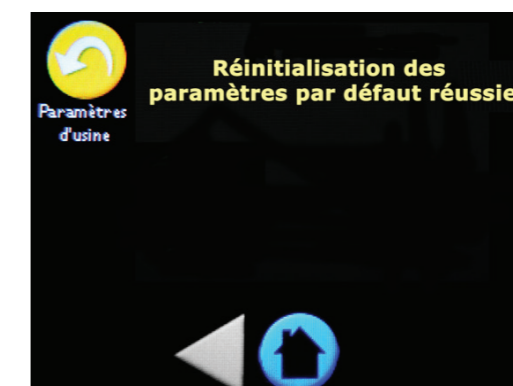 Réinitialisation des
paramètres par défaut réussie
Paramètres
d'usine